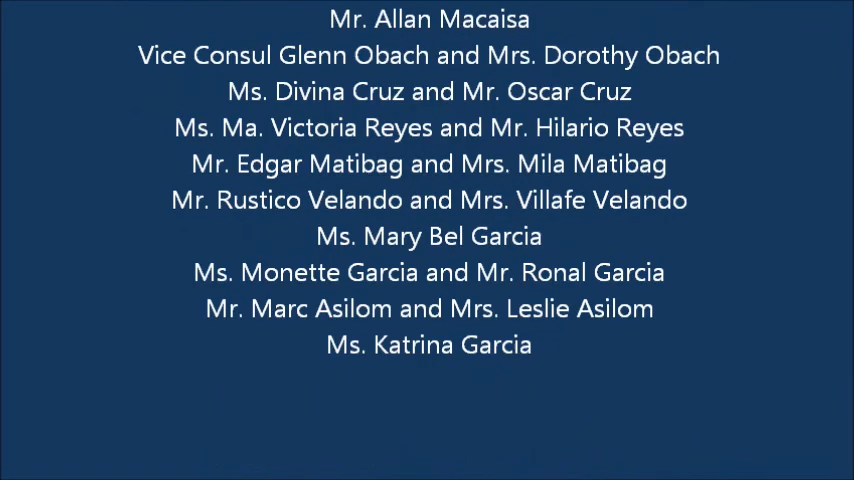 Mr. Allan Macaisa
Vice Consul Glenn Obach and Mrs. Dorothy Obach
Ms. Divina Cruz and Mr. Oscar Cruz
Ms. Ma. Victoria Reyes and Mr. Hilario Reyes
Mr. Edgar Matibag and Mrs. Mila Matibag
Mr. Rustico Velando and Mrs. Villafe Velando
Ms. Mary Bel Garcia
Ms. Monette Garcia and Mr. Ronal Garcia
Mr. Marc Asilom and Mrs. Leslie Asilom
Ms. Katrina Garcia